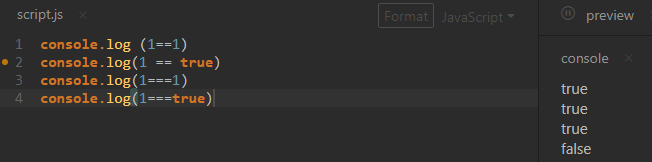 script.js × Format JavaScript preview
1 console.log (1==1)
2 console.log(1 == true)
3 console.log(1===1)
4 console.log(1===true)
console ×
true
true
true
false